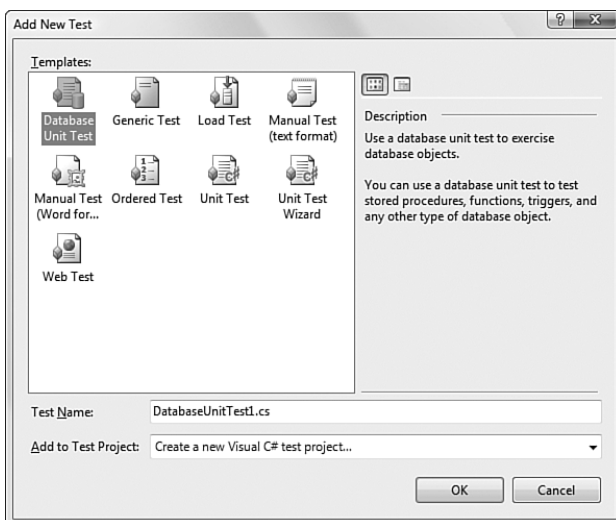 Add New Test
Templates:
Database
Unit Test
Generic Test
Load Test
Manual Test
(text format)
Manual Test
(Word for...
Ordered Test
Unit Test
Unit Test
Wizard
Web Test
Description
Use a database unit test to exercise
database objects.
You can use a database unit test to test
stored procedures, functions, triggers, and
any other type of database object.
Test Name:
DatabaseUnitTest1.cs
Add to Test Project:
Create a new Visual C# test project...
OK
Cancel